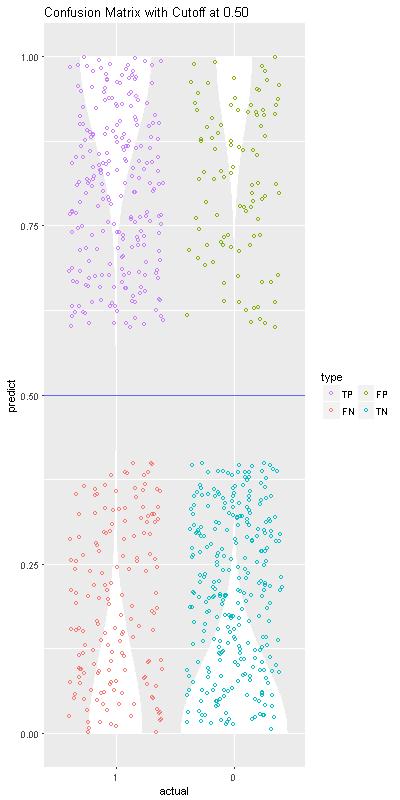 Confusion Matrix with Cutoff at 0.50
1.00
0.75
0.50
0.25
0.00
predict
1 0
actual
type
TP FP
FN TN